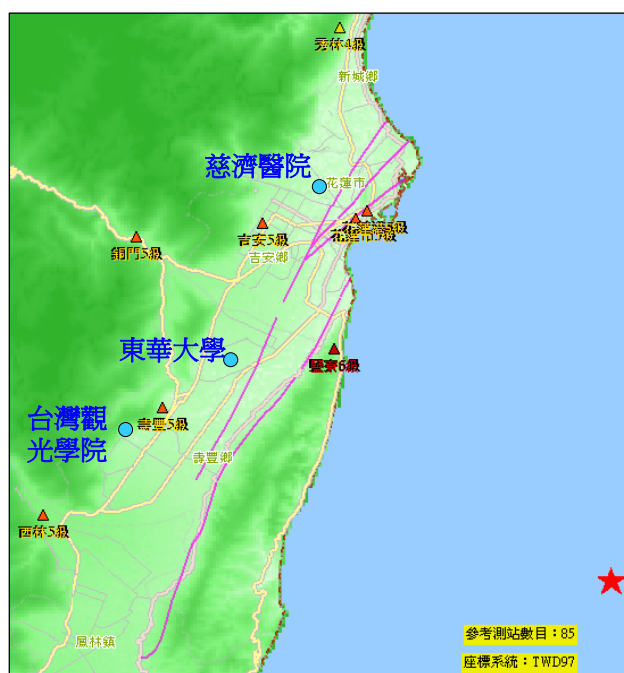 秀林4級
新城鄉
慈濟醫院
花蓮市
吉安5級
銅門5級
吉安鄉
東華大學
鹽寮6級
台灣觀
光學院
壽豐5級
壽豐鄉
西林5級
鳳林鎮
參考測站數目：85
座標系統：TWD97